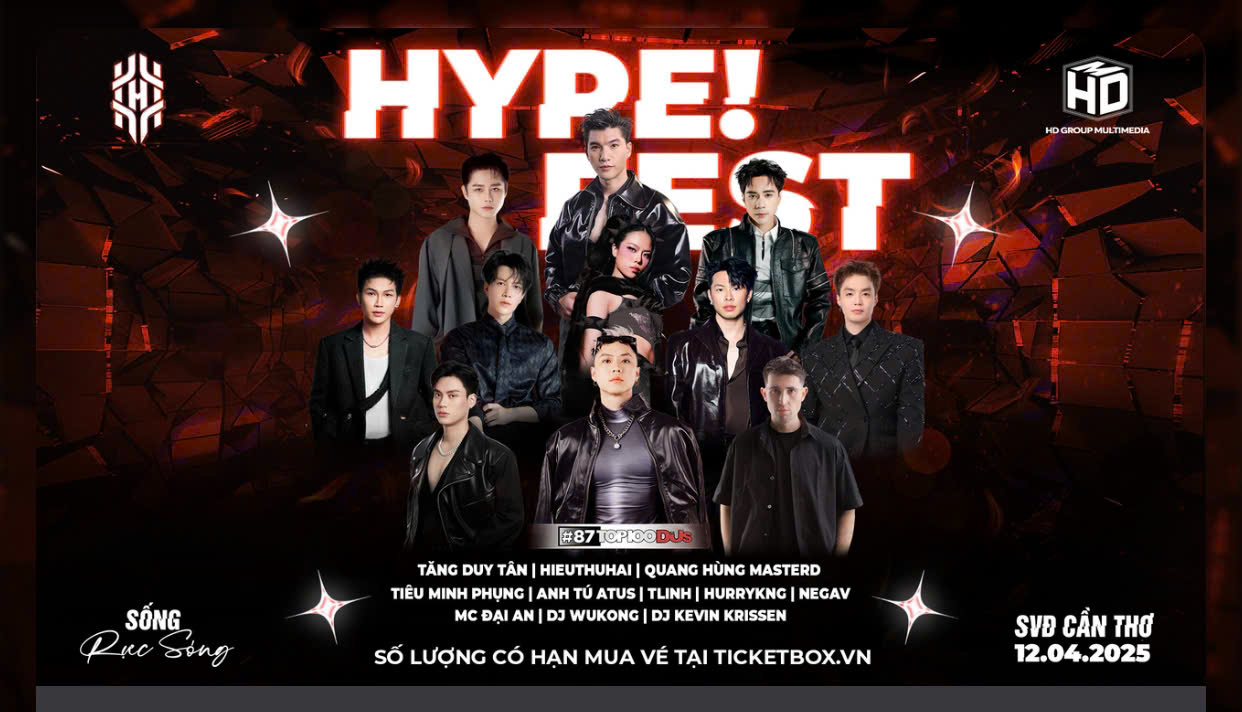 HYPE!
FEST
HD
HD GROUP MULTIMEDIA
#87 TOP100DJs
TĂNG DUY TÂN | HIEUTHUHAI | QUANG HÙNG MASTERD
TIÊU MINH PHỤNG | ANH TÚ ATUS | TLINH | HURRYKNG | NEGAV
MC ĐẠI AN | DJ WUKONG | DJ KEVIN KRISSEN
SỐ LƯỢNG CÓ HẠN MUA VÉ TẠI TICKETBOX.VN
SỐNG
Rực Sóng
SVĐ CẦN THƠ
12.04.2025